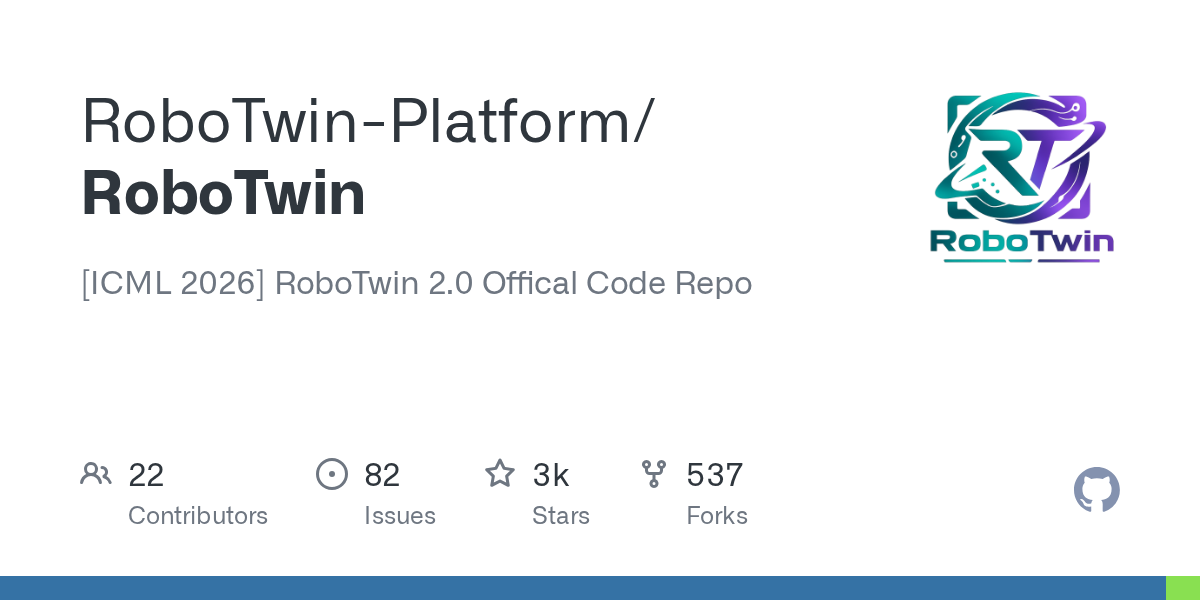 RoboTwin-Platform/
RoboTwin
[ICML 2026] RoboTwin 2.0 Offical Code Repo
RT
RoboTwin
22
Contributors
82
Issues
3k
Stars
537
Forks